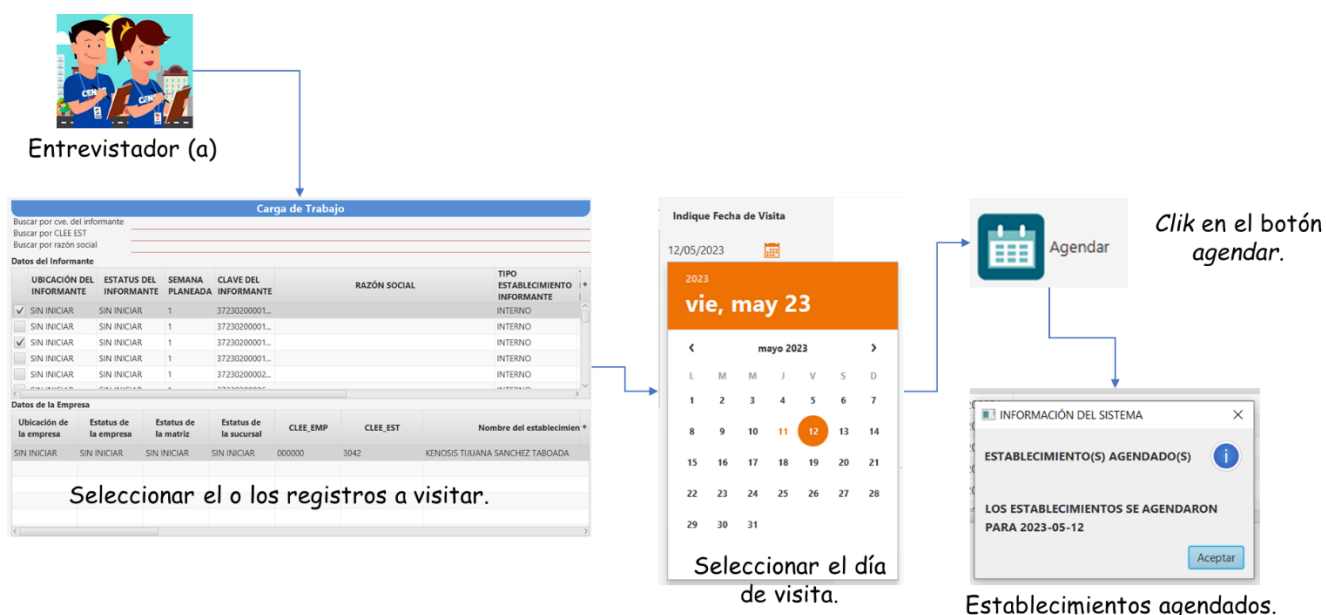 Entrevistador (a)
Carga de Trabajo
Buscar por cve. del informante
Buscar por CLEE EST
Buscar por razón social
Datos del Informante
UBICACIÓN DEL INFORMANTE ESTATUS DEL INFORMANTE SEMANA PLANEADA CLAVE DEL INFORMANTE RAZÓN SOCIAL TIPO ESTABLECIMIENTO INFORMANTE +
SIN INICIAR SIN INICIAR 1 37230200001... INTERNO
SIN INICIAR SIN INICIAR 1 37230200001... INTERNO
SIN INICIAR SIN INICIAR 1 37230200001... INTERNO
SIN INICIAR SIN INICIAR 1 37230200001... INTERNO
SIN INICIAR SIN INICIAR 1 37230200002... INTERNO
Datos de la Empresa
Ubicación de la empresa Estatus de la empresa Estatus de la matriz Estatus de la sucursal CLEE_EMP CLEE_EST Nombre del establecimien +
SIN INICIAR SIN INICIAR SIN INICIAR SIN INICIAR 000000 3042 KENOSIS TIJUANA SANCHEZ TABOADA
Seleccionar el o los registros a visitar.
Indique Fecha de Visita
12/05/2023
2023
vie, may 23
mayo 2023
L M M J V S D
1 2 3 4 5 6 7
8 9 10 11 12 13 14
15 16 17 18 19 20 21
22 23 24 25 26 27 28
29 30 31
Seleccionar el día
de visita.
Agendar
Clik en el botón
agendar.
INFORMACIÓN DEL SISTEMA
ESTABLECIMIENTO(S) AGENDADO(S)
LOS ESTABLECIMIENTOS SE AGENDARON
PARA 2023-05-12
Aceptar
Establecimientos agendados.